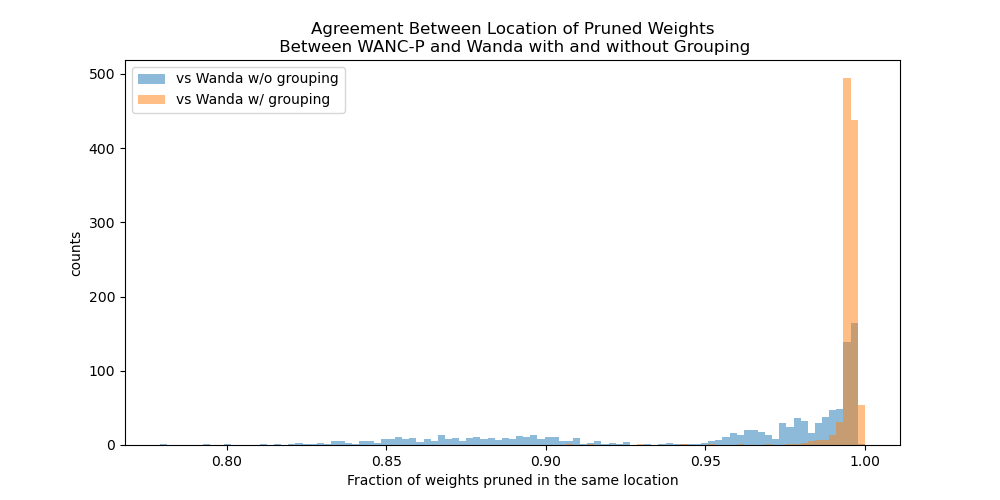 Agreement Between Location of Pruned Weights
Between WANC-P and Wanda with and without Grouping
vs Wanda w/o grouping
vs Wanda w/ grouping
500
400
300
200
100
0
counts
0.80
0.85
0.90
0.95
1.00
Fraction of weights pruned in the same location